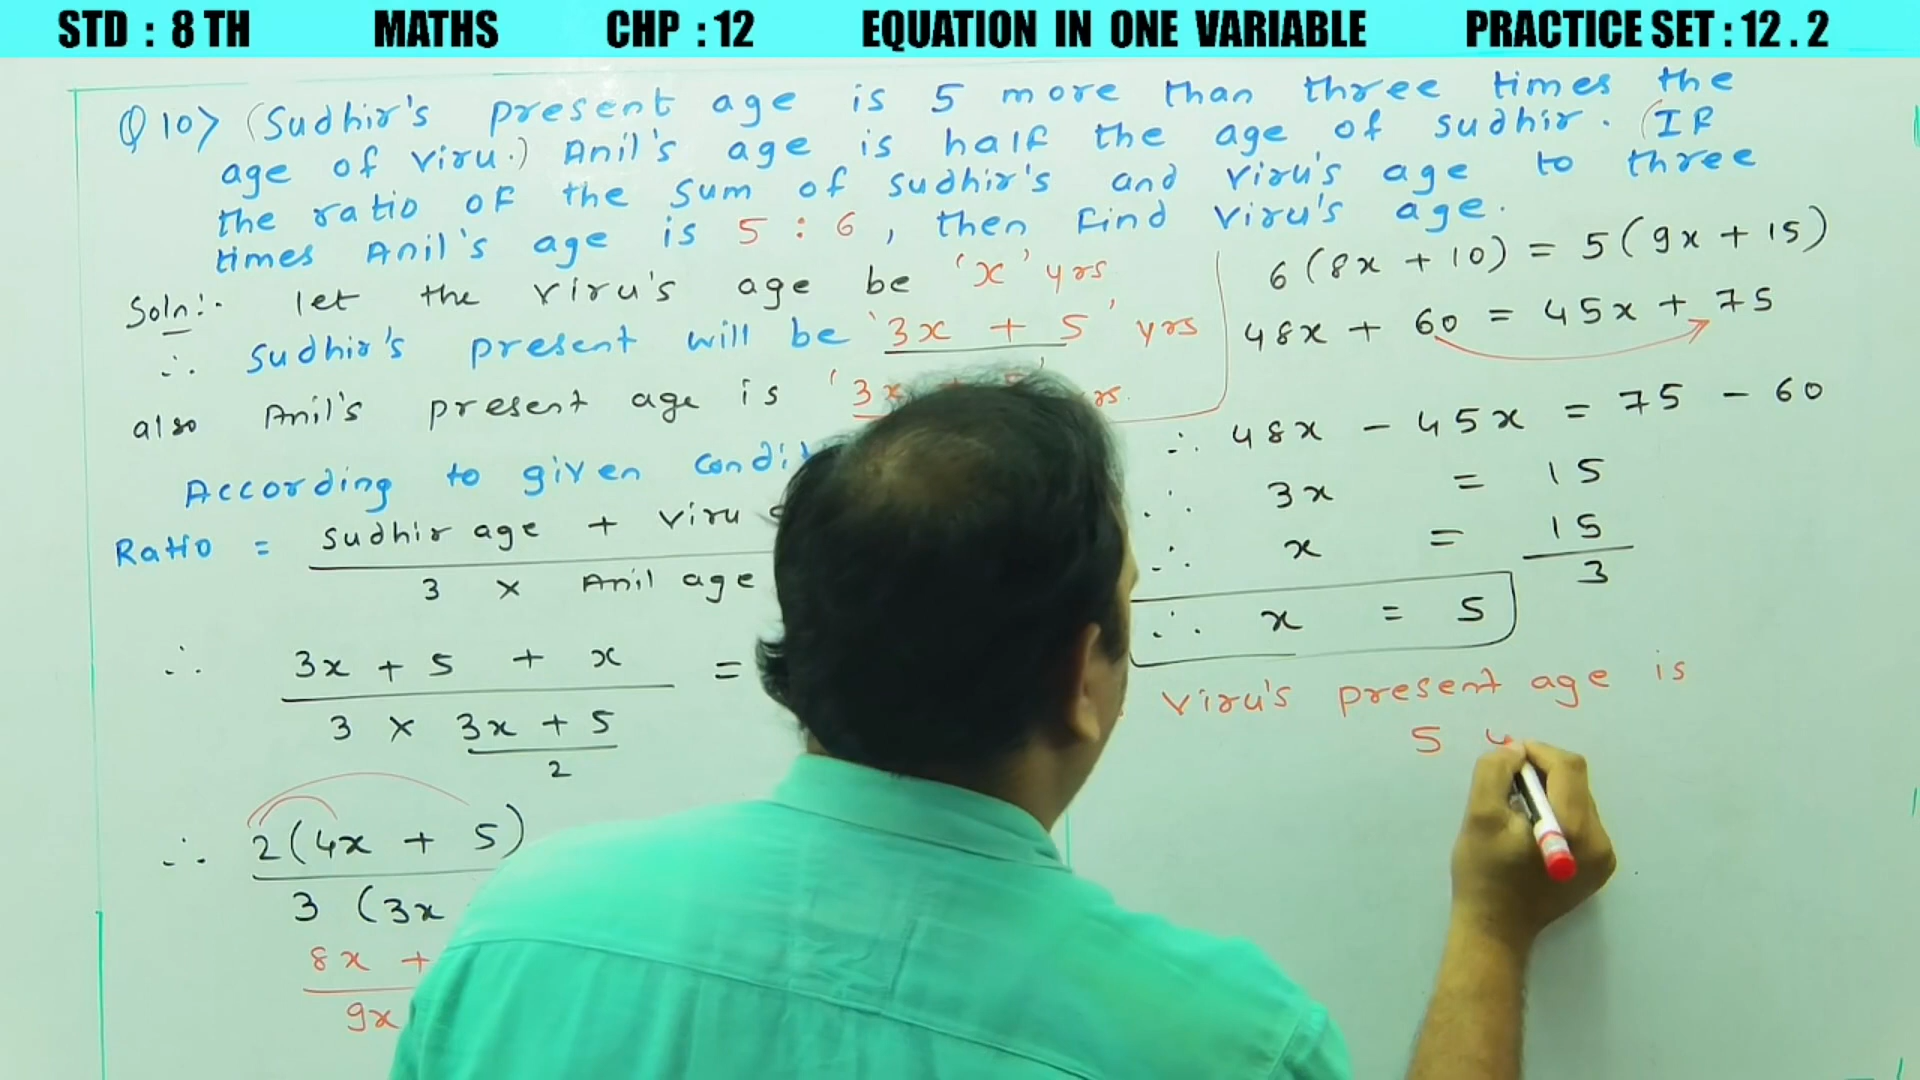 STD : 8 TH MATHS CHP : 12 EQUATION IN ONE VARIABLE PRACTICE SET : 12 . 2
Q 10> (Sudhir's present age is 5 more than three times the
age of viru.) Anil's age is half the age of sudhir. (IF
the ratio of the sum of sudhir's and viru's age to three
times Anil's age is 5 : 6 , then Find viru's age.
Soln:- let the viru's age be 'x' yrs
∴ Sudhir's present will be '3x + 5' yrs
also Anil's present age is '3x
According to given
Ratio = sudhir age + viru
3 × Anil age
∴ 3x + 5 + x =
3 × 3x + 5
2
∴ 2(4x + 5)
3 (3x
8x +
9x
6(8x + 10) = 5(9x + 15)
48x + 60 = 45x + 75
∴ 48x - 45x = 75 - 60
∴ 3x = 15
∴ x = 15
3
∴ x = 5
viru's present age is
5